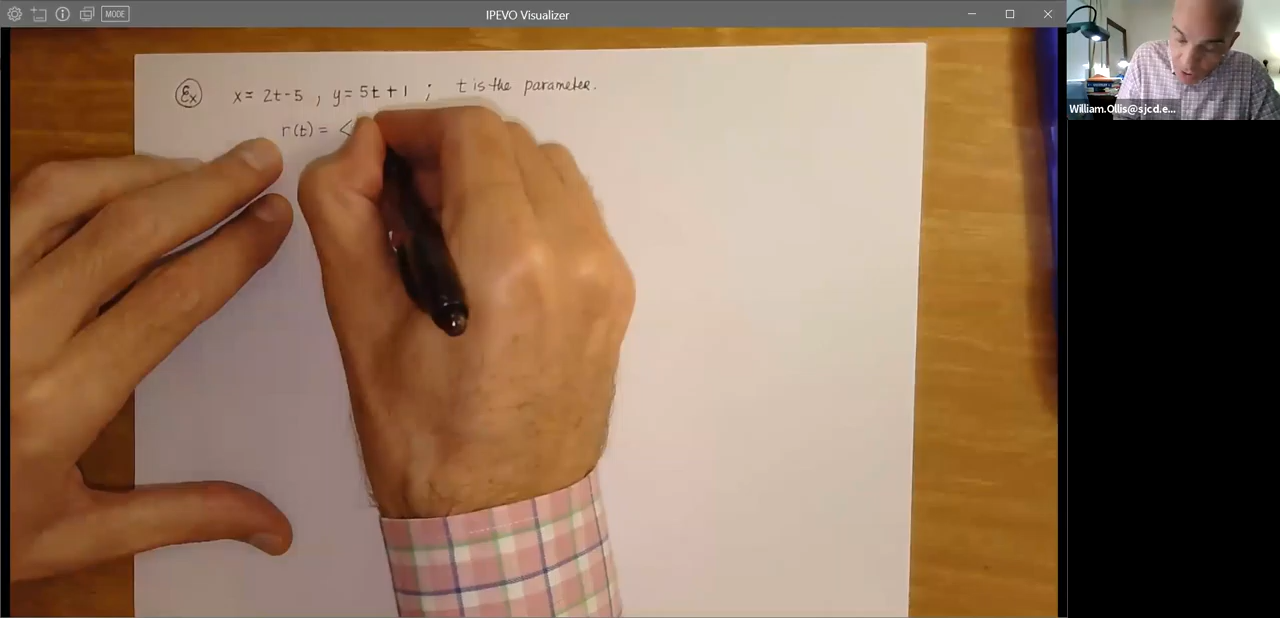 IPEVO Visualizer
MODE
Ex x = 2t-5 , y = 5t+1 ; t is the parameter.
r(t) = <
William.Ollis@sjcd.e...